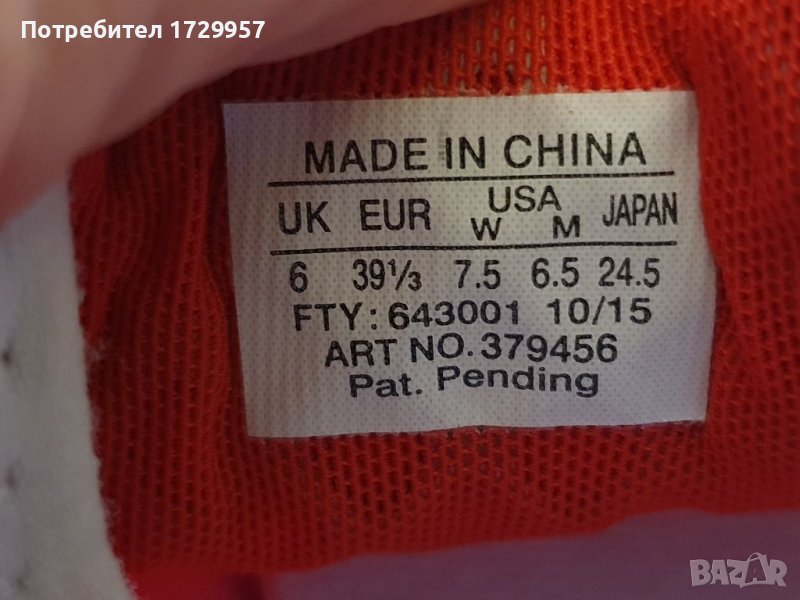 Потребител 1729957
MADE IN CHINA
UK EUR USA JAPAN
W M
6 39⅓ 7.5 6.5 24.5
FTY: 643001 10/15
ART NO. 379456
Pat. Pending
BAZAR